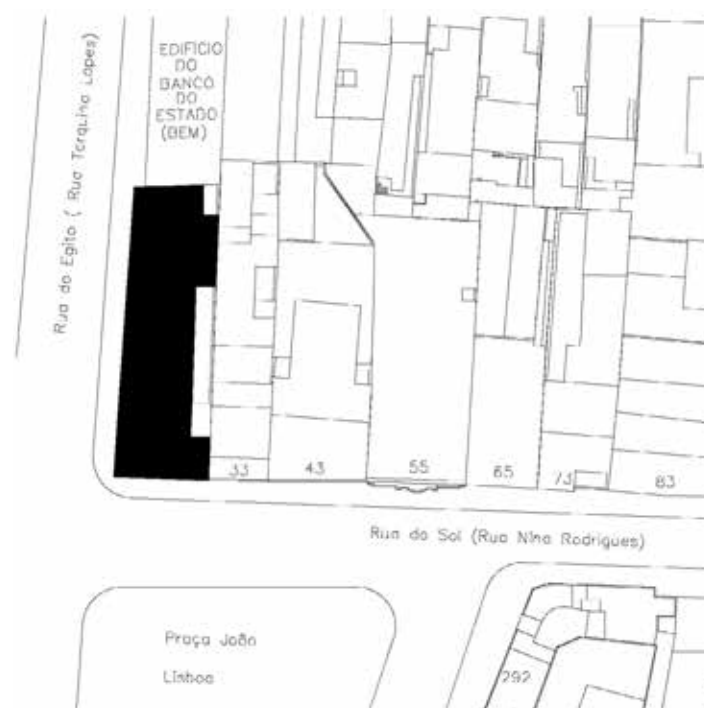 EDIFÍCIO
DO
BANCO
DO
ESTADO
(BEM)
Rua do Egito ( Rua Tarquino Lopes)
33
43
55
65
73
83
Rua do Sol (Rua Nina Rodrigues)
Praça João
Lisboa
292